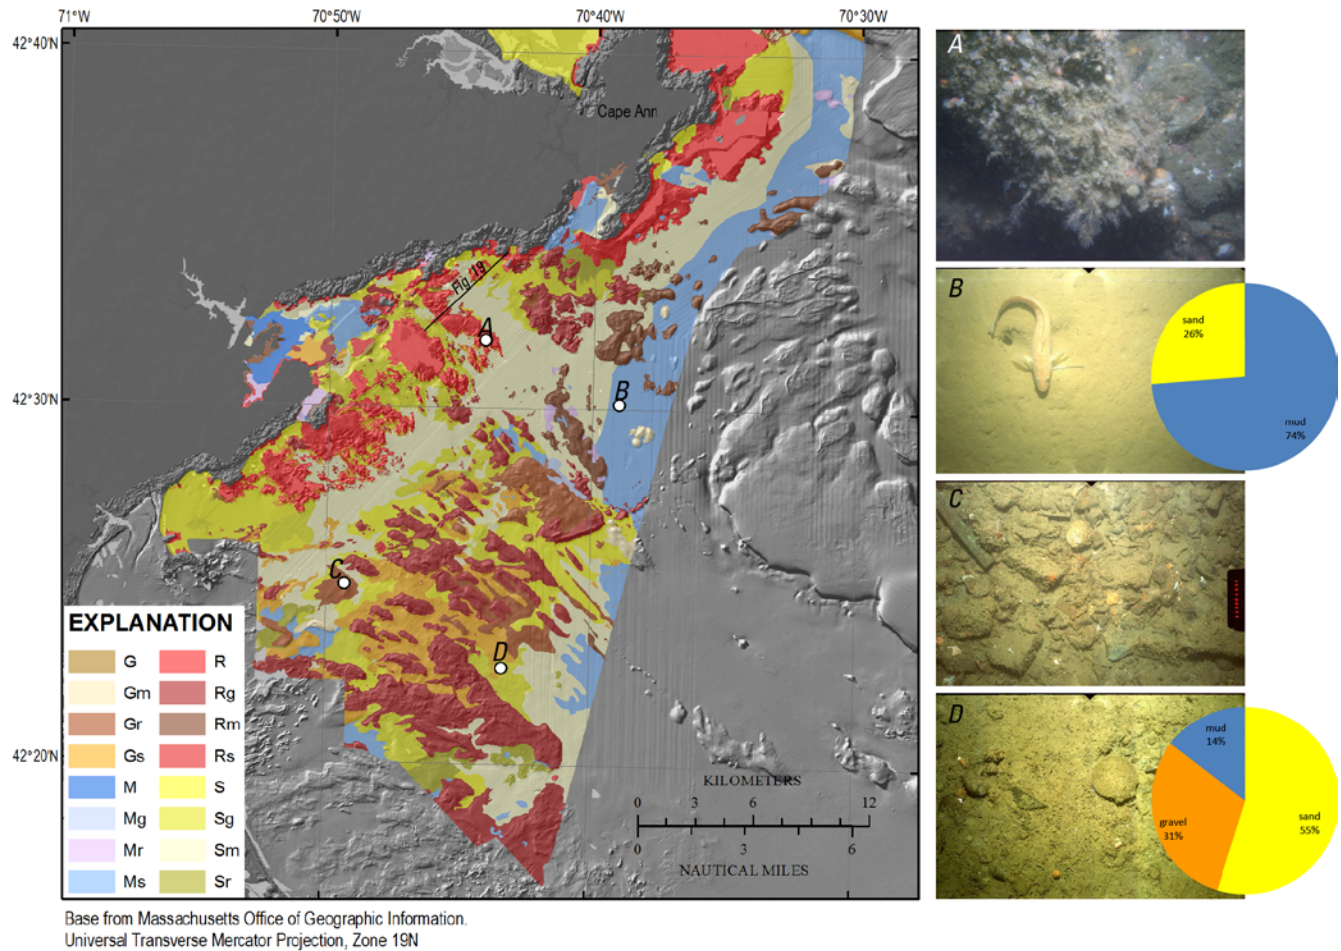 71°W
70°50'W
70°40'W
70°30'W
42°40'N
42°30'N
42°20'N
Cape Ann
Fig. 19
A
B
C
D
EXPLANATION
G R
Gm Rg
Gr Rm
Gs Rs
M S
Mg Sg
Mr Sm
Ms Sr
KILOMETERS
0 3 6 12
0 3 6
NAUTICAL MILES
Base from Massachusetts Office of Geographic Information.
Universal Transverse Mercator Projection, Zone 19N
A
B
sand
26%
mud
74%
C
D
mud
14%
gravel
31%
sand
55%